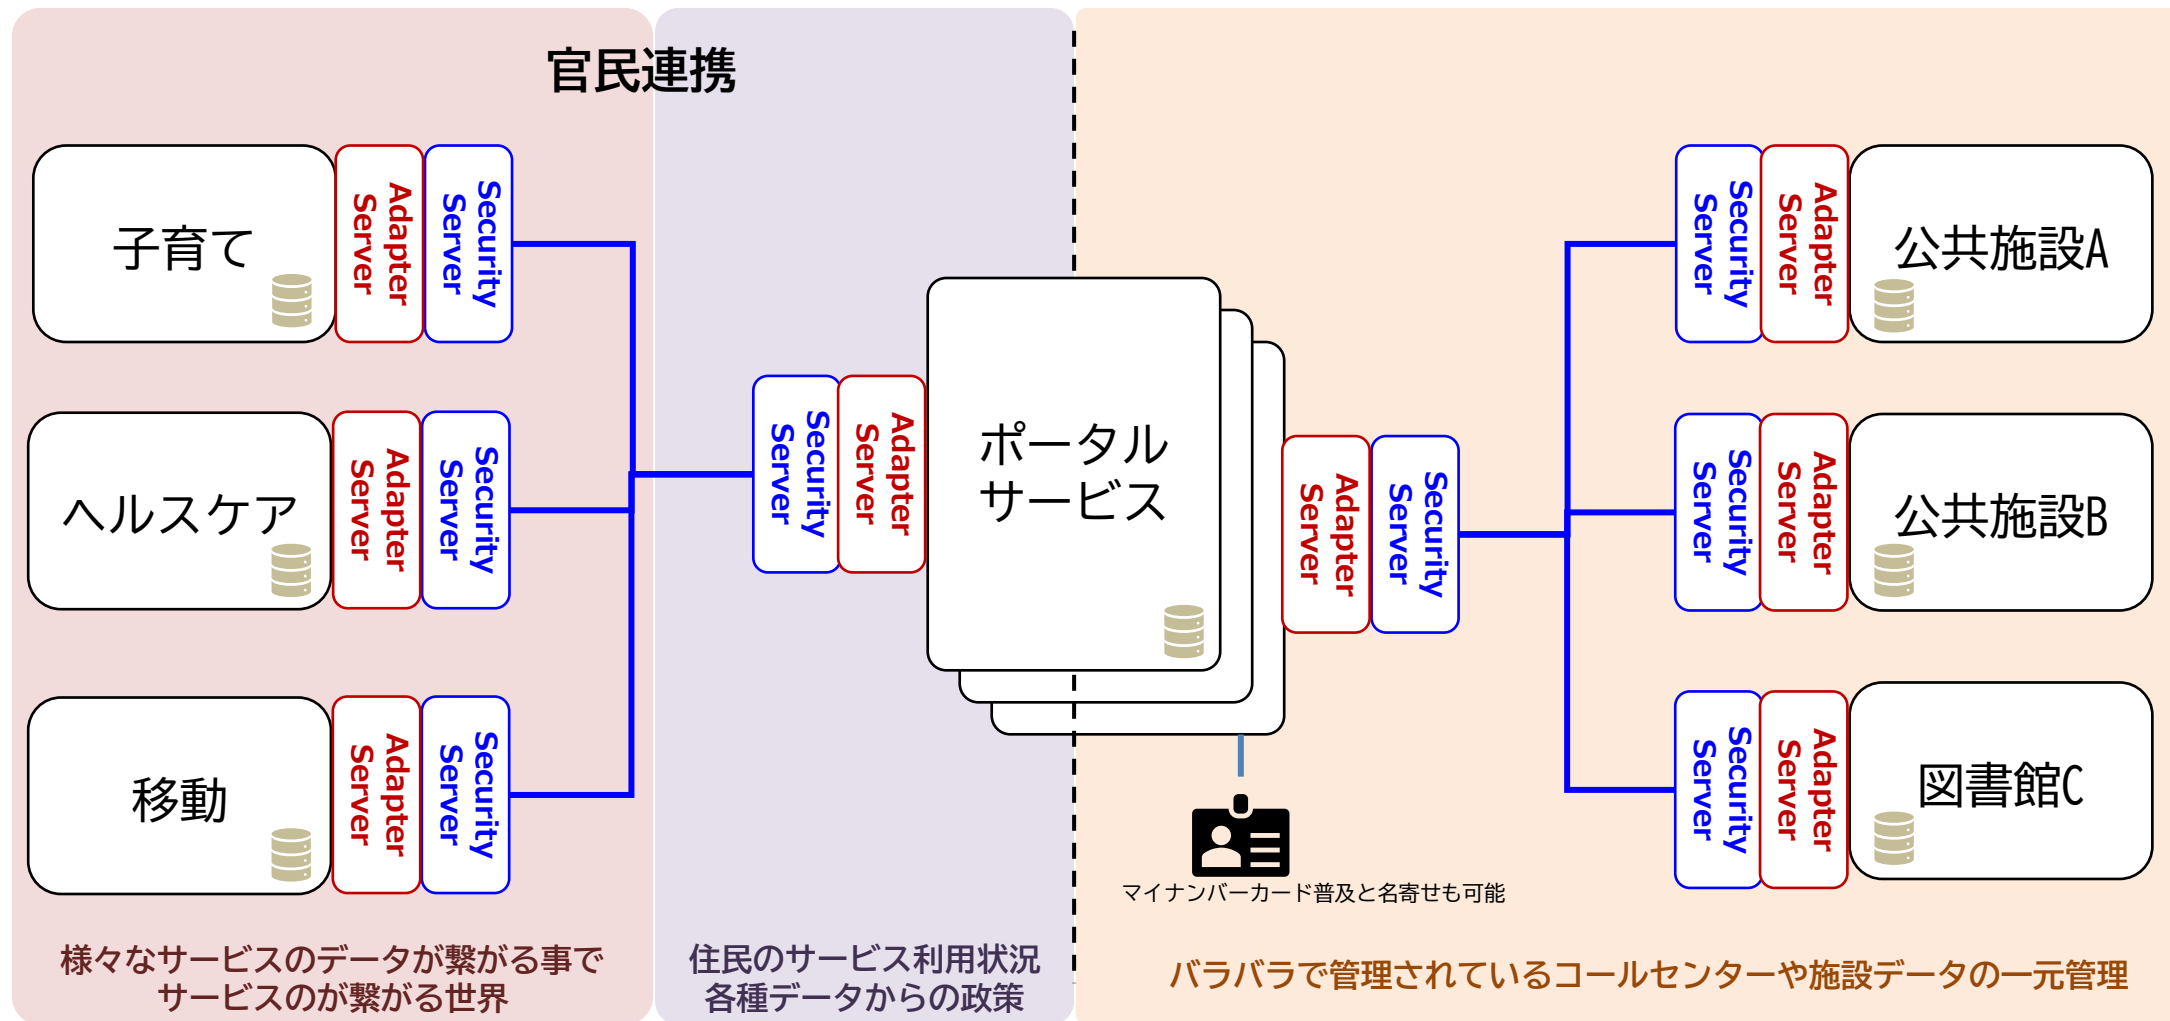 官民連携
子育て
Adapter
Server
Security
Server
ヘルスケア
Adapter
Server
Security
Server
移動
Adapter
Server
Security
Server
様々なサービスのデータが繋がる事で
サービスのが繋がる世界
Security
Server
Adapter
Server
ポータル
サービス
住民のサービス利用状況
各種データからの政策
Adapter
Server
Security
Server
マイナンバーカード普及と名寄せも可能
Security
Server
Adapter
Server
公共施設A
Security
Server
Adapter
Server
公共施設B
Security
Server
Adapter
Server
図書館C
バラバラで管理されているコールセンターや施設データの一元管理